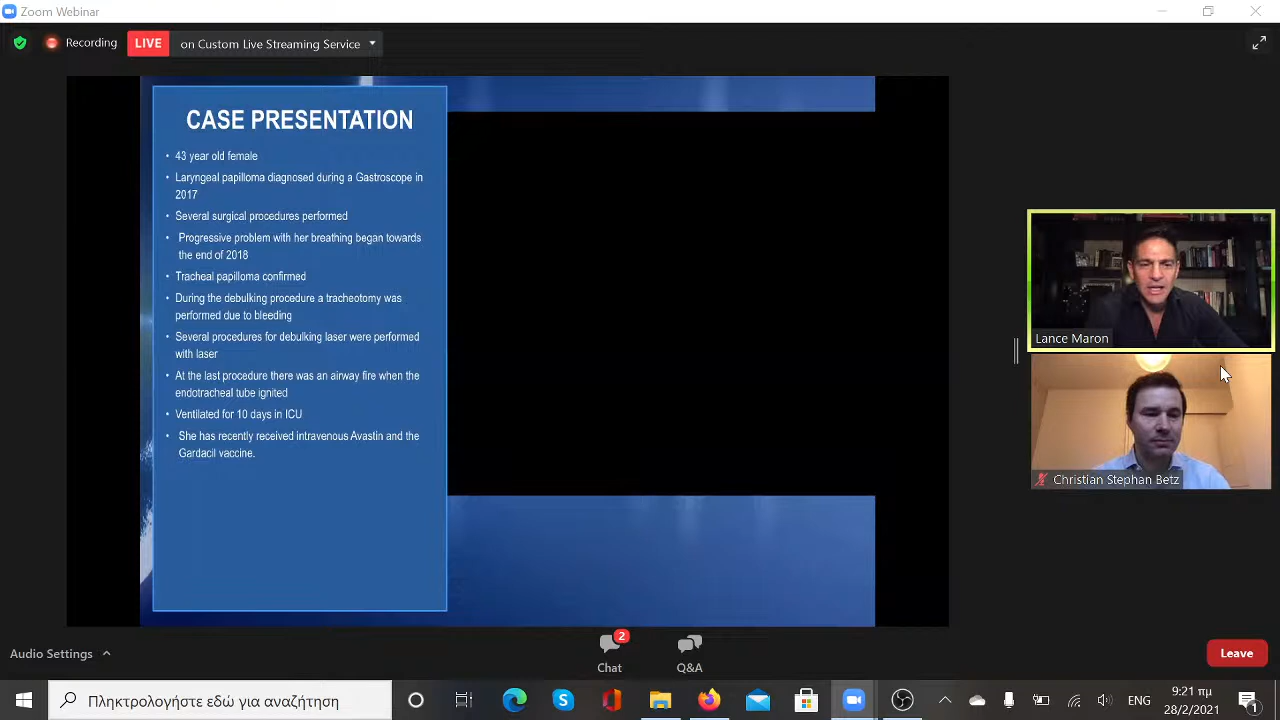 Zoom Webinar
Recording
LIVE
on Custom Live Streaming Service
CASE PRESENTATION
• 43 year old female
• Laryngeal papilloma diagnosed during a Gastroscope in
2017
• Several surgical procedures performed
• Progressive problem with her breathing began towards
the end of 2018
• Tracheal papilloma confirmed
• During the debulking procedure a tracheotomy was
performed due to bleeding
• Several procedures for debulking laser were performed
with laser
• At the last procedure there was an airway fire when the
endotracheal tube ignited
• Ventilated for 10 days in ICU
• She has recently received intravenous Avastin and the
Gardacil vaccine.
Lance Maron
Christian Stephan Betz
Audio Settings
2
Chat
Q&A
Leave
Πληκτρολογήστε εδώ για αναζήτηση
ENG
9:21 πμ
28/2/2021
1